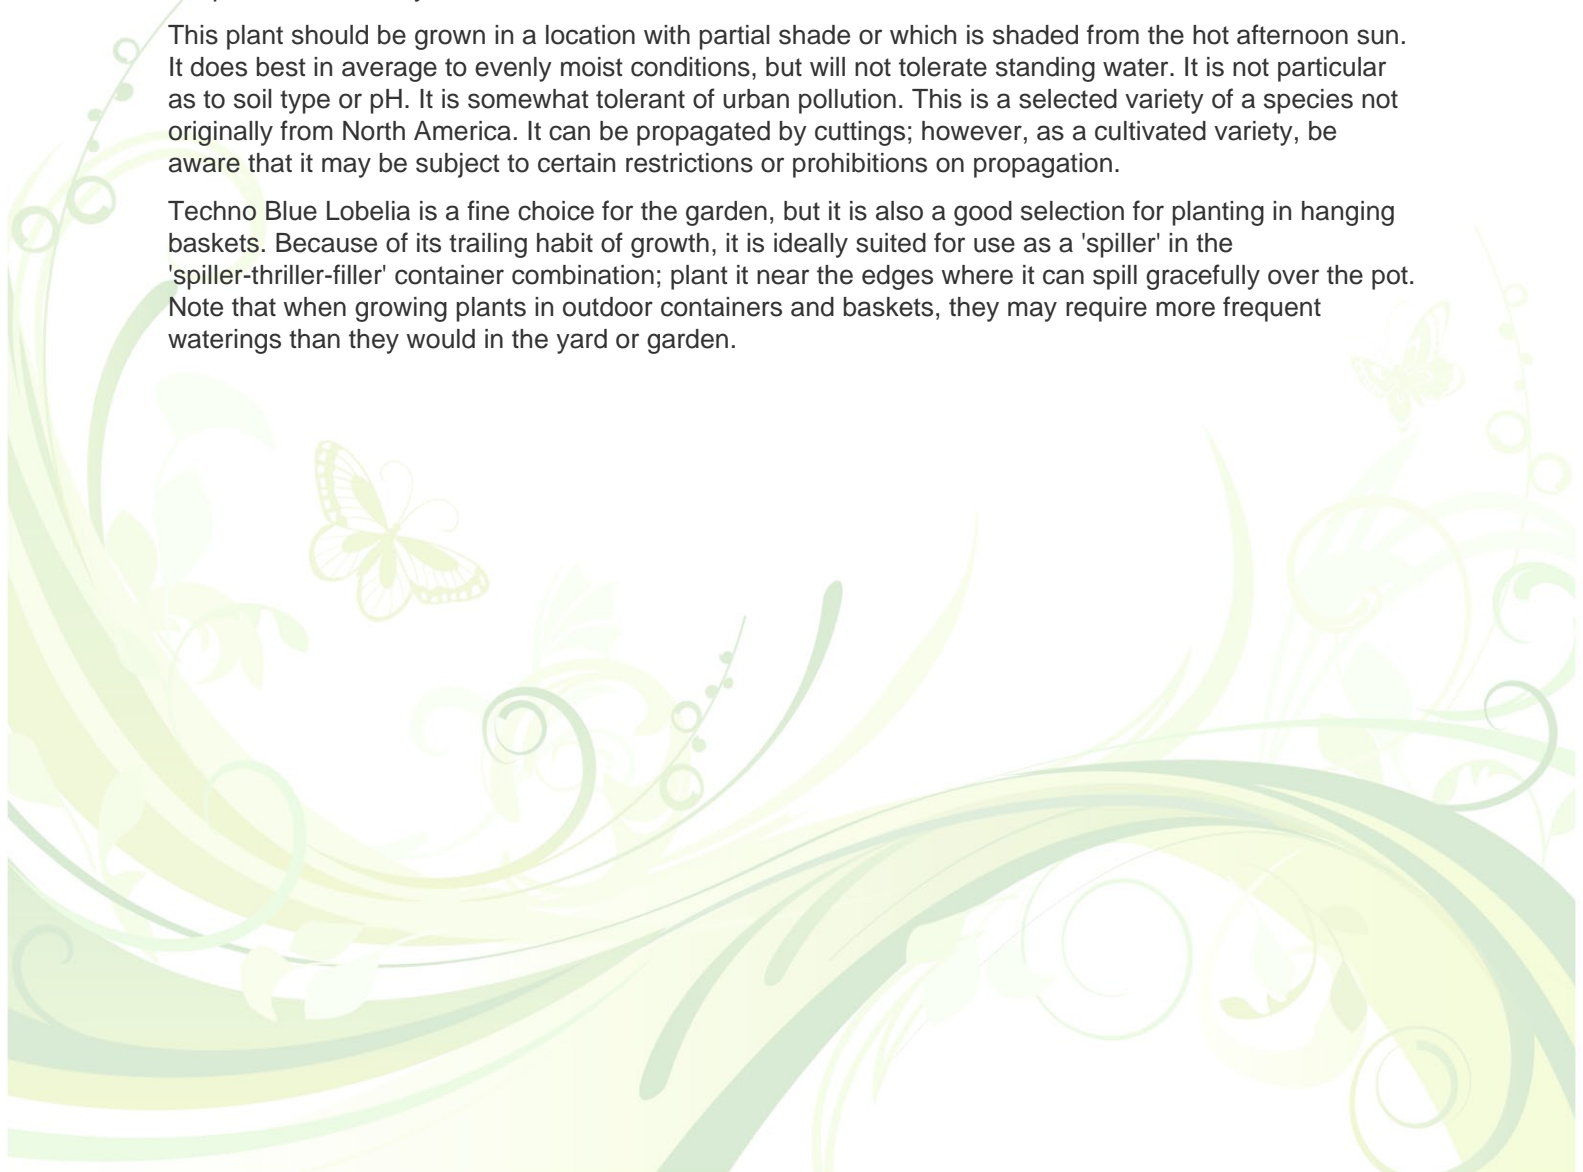 This plant should be grown in a location with partial shade or which is shaded from the hot afternoon sun.
It does best in average to evenly moist conditions, but will not tolerate standing water. It is not particular
as to soil type or pH. It is somewhat tolerant of urban pollution. This is a selected variety of a species not
originally from North America. It can be propagated by cuttings; however, as a cultivated variety, be
aware that it may be subject to certain restrictions or prohibitions on propagation.
Techno Blue Lobelia is a fine choice for the garden, but it is also a good selection for planting in hanging
baskets. Because of its trailing habit of growth, it is ideally suited for use as a 'spiller' in the
'spiller-thriller-filler' container combination; plant it near the edges where it can spill gracefully over the pot.
Note that when growing plants in outdoor containers and baskets, they may require more frequent
waterings than they would in the yard or garden.